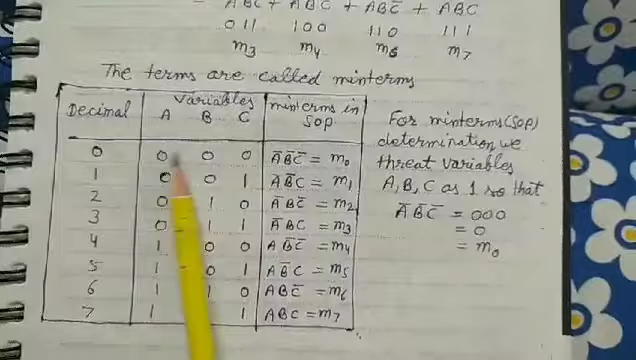 = ABC + AB̅C̅ + ABC̅ + ABC
011 100 110 111
m3 m4 m6 m7
The terms are called minterms
Decimal Variables A B C minterms in SOP
0 0 0 0 A̅B̅C̅ = m0
1 0 0 1 A̅B̅C = m1
2 0 1 0 A̅BC̅ = m2
3 0 1 1 A̅BC = m3
4 1 0 0 AB̅C̅ = m4
5 1 0 1 AB̅C = m5
6 1 1 0 ABC̅ = m6
7 1 1 ABC = m7
For minterms (SOP)
determination we
threat variables
A, B, C as 1 so that
A̅ B̅ C̅ = 000
= 0
= m0